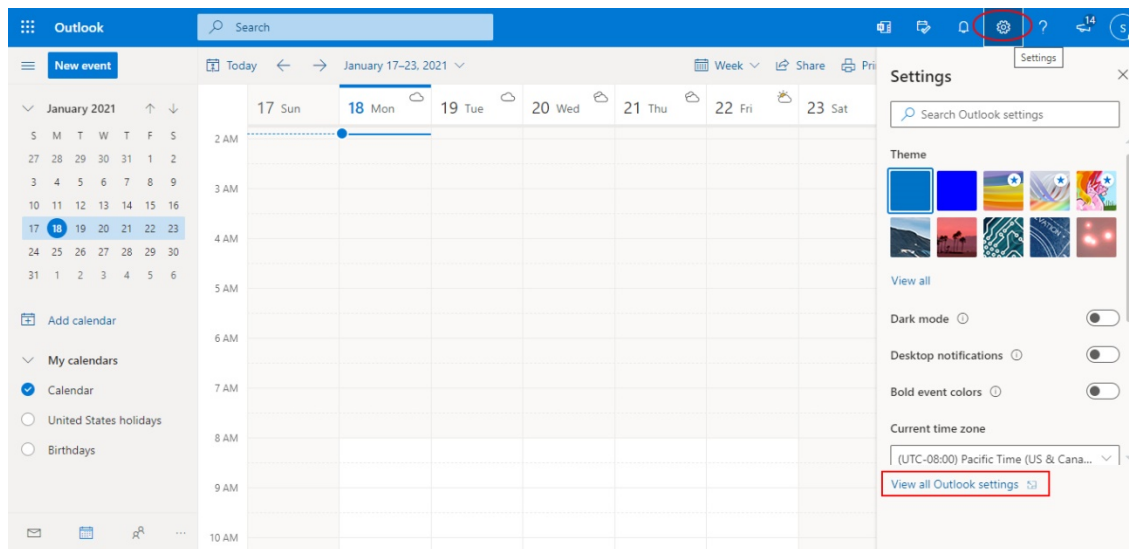 Outlook
Search
14
S
New event
Today
January 17–23, 2021
Week
Share
Pri
Settings
Settings
January 2021
S M T W T F S
27 28 29 30 31 1 2
3 4 5 6 7 8 9
10 11 12 13 14 15 16
17 18 19 20 21 22 23
24 25 26 27 28 29 30
31 1 2 3 4 5 6
Add calendar
My calendars
Calendar
United States holidays
Birthdays
17 Sun 18 Mon 19 Tue 20 Wed 21 Thu 22 Fri 23 Sat
2 AM
3 AM
4 AM
5 AM
6 AM
7 AM
8 AM
9 AM
10 AM
Search Outlook settings
Theme
View all
Dark mode
Desktop notifications
Bold event colors
Current time zone
(UTC-08:00) Pacific Time (US & Cana...
View all Outlook settings